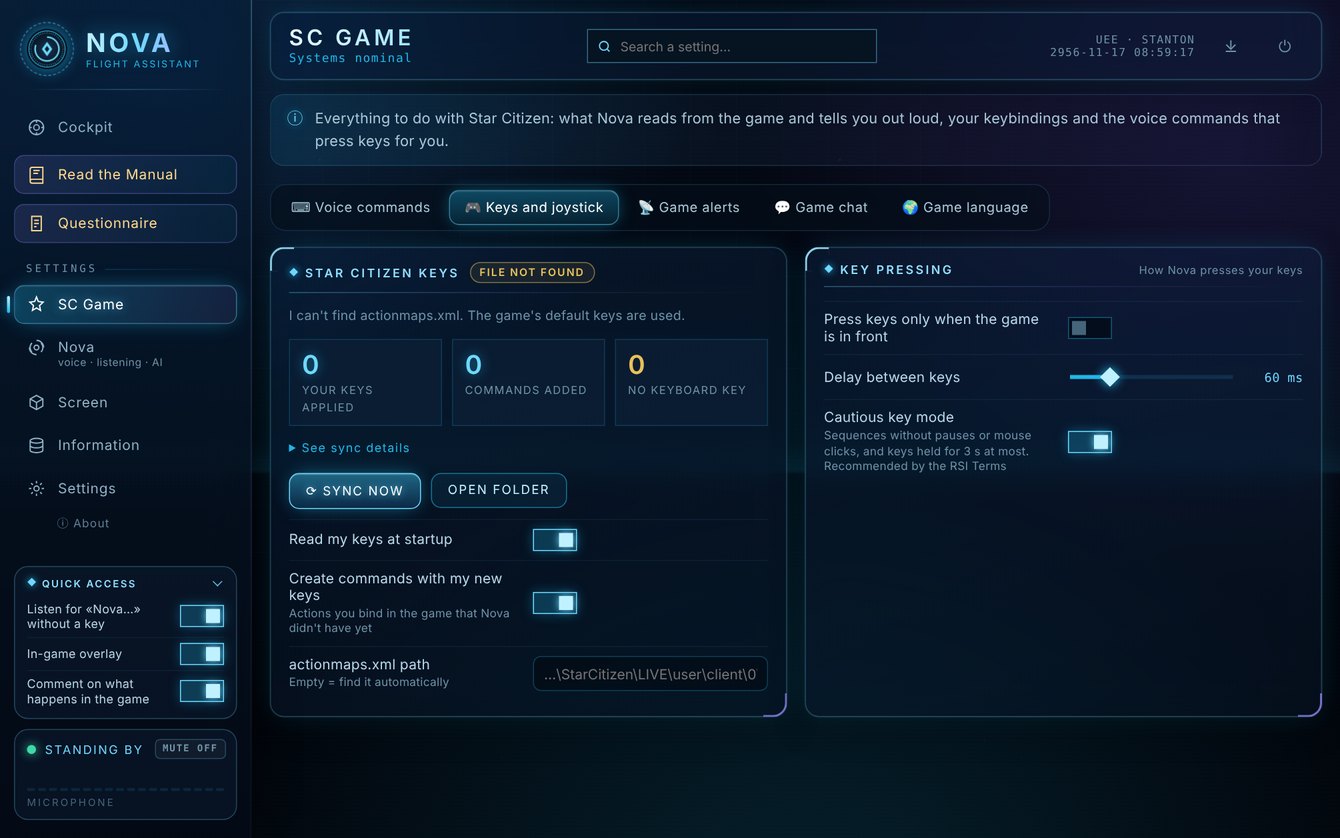 NOVA
FLIGHT ASSISTANT
Cockpit
Read the Manual
Questionnaire
SETTINGS
SC Game
Nova
voice · listening · AI
Screen
Information
Settings
ⓘ About
QUICK ACCESS
Listen for «Nova...»
without a key
In-game overlay
Comment on what
happens in the game
STANDING BY
MUTE OFF
MICROPHONE
SC GAME
Systems nominal
Search a setting...
UEE · STANTON
2956-11-17 08:59:17
Everything to do with Star Citizen: what Nova reads from the game and tells you out loud, your keybindings and the voice commands that
press keys for you.
Voice commands
Keys and joystick
Game alerts
Game chat
Game language
STAR CITIZEN KEYS
FILE NOT FOUND
I can't find actionmaps.xml. The game's default keys are used.
0
YOUR KEYS
APPLIED
0
COMMANDS ADDED
0
NO KEYBOARD KEY
See sync details
⟳ SYNC NOW
OPEN FOLDER
Read my keys at startup
Create commands with my new
keys
Actions you bind in the game that Nova
didn't have yet
actionmaps.xml path
Empty = find it automatically
...\StarCitizen\LIVE\user\client\0
KEY PRESSING
How Nova presses your keys
Press keys only when the game
is in front
Delay between keys
60 ms
Cautious key mode
Sequences without pauses or mouse
clicks, and keys held for 3 s at most.
Recommended by the RSI Terms